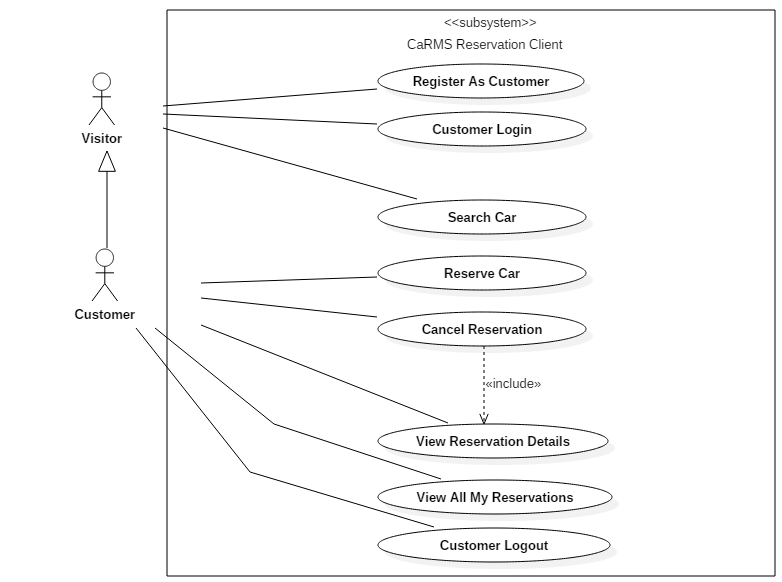 <<subsystem>>
CaRMS Reservation Client
Register As Customer
Visitor
Customer Login
Search Car
Customer
Reserve Car
Cancel Reservation
«include»
View Reservation Details
View All My Reservations
Customer Logout